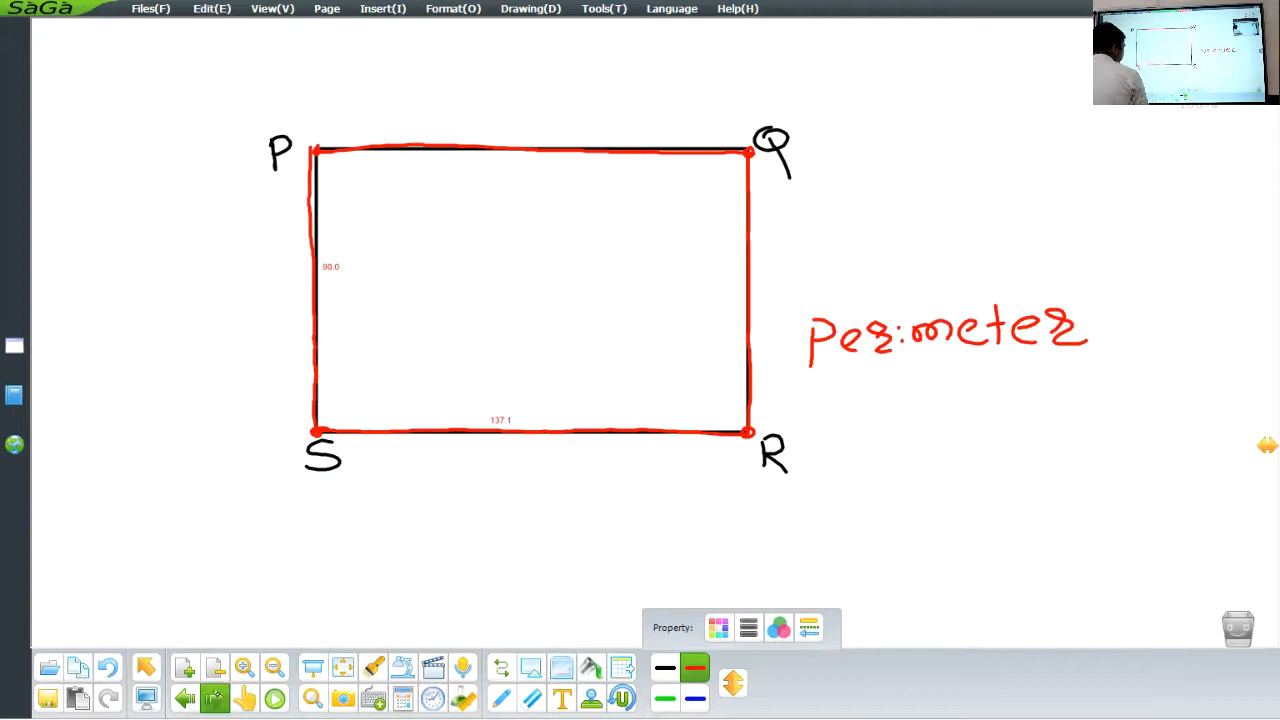 SaGa Files(F) Edit(E) View(V) Page Insert(I) Format(O) Drawing(D) Tools(T) Language Help(H)
P Q
90.0
Perimeter
137.1
S R
Property: